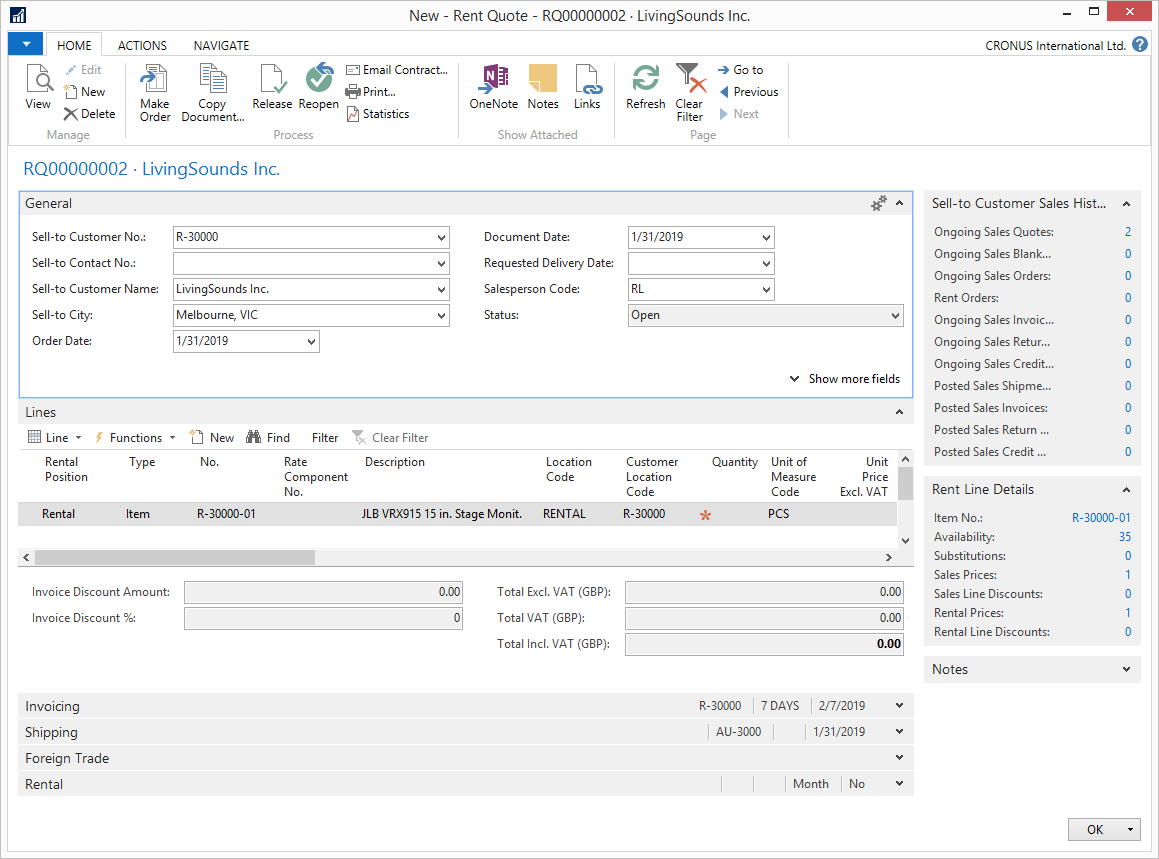 New - Rent Quote - RQ00000002 · LivingSounds Inc.
HOME ACTIONS NAVIGATE CRONUS International Ltd. ?
View
Edit
New
Delete
Manage
Make Order
Copy Document...
Release
Reopen
Email Contract...
Print...
Statistics
Process
OneNote
Notes
Links
Show Attached
Refresh
Clear Filter
Go to
Previous
Next
Page
RQ00000002 · LivingSounds Inc.
General
Sell-to Customer No.: R-30000
Sell-to Contact No.:
Sell-to Customer Name: LivingSounds Inc.
Sell-to City: Melbourne, VIC
Order Date: 1/31/2019
Document Date: 1/31/2019
Requested Delivery Date:
Salesperson Code: RL
Status: Open
Show more fields
Lines
Line Functions New Find Filter Clear Filter
Rental Position Type No. Rate Component No. Description Location Code Customer Location Code Quantity Unit of Measure Code Unit Price Excl. VAT
Rental Item R-30000-01 JLB VRX915 15 in. Stage Monit. RENTAL R-30000 * PCS
Invoice Discount Amount: 0.00
Invoice Discount %: 0
Total Excl. VAT (GBP): 0.00
Total VAT (GBP): 0.00
Total Incl. VAT (GBP): 0.00
Invoicing R-30000 7 DAYS 2/7/2019
Shipping AU-3000 1/31/2019
Foreign Trade
Rental Month No
Sell-to Customer Sales Hist...
Ongoing Sales Quotes: 2
Ongoing Sales Blank... 0
Ongoing Sales Orders: 0
Rent Orders: 0
Ongoing Sales Invoic... 0
Ongoing Sales Retur... 0
Ongoing Sales Credit... 0
Posted Sales Shipme... 0
Posted Sales Invoices: 0
Posted Sales Return ... 0
Posted Sales Credit ... 0
Rent Line Details
Item No.: R-30000-01
Availability: 35
Substitutions: 0
Sales Prices: 1
Sales Line Discounts: 0
Rental Prices: 1
Rental Line Discounts: 0
Notes
OK